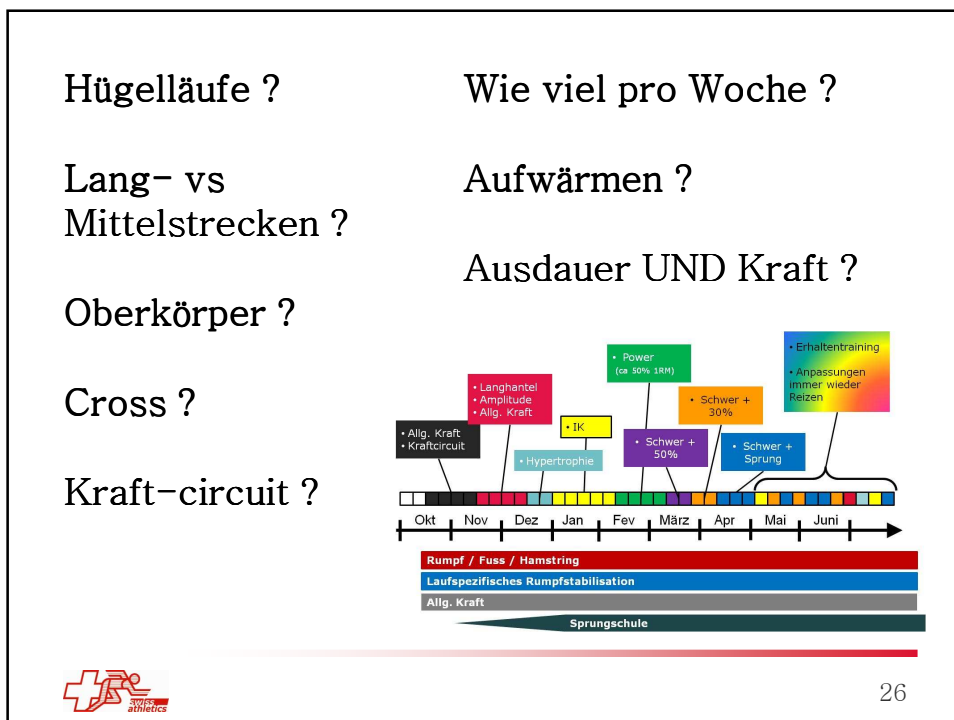 Hügelläufe ?
Lang- vs
Mittelstrecken ?
Oberkörper ?
Cross ?
Kraft-circuit ?
Wie viel pro Woche ?
Aufwärmen ?
Ausdauer UND Kraft ?
• Allg. Kraft
• Kraftcircuit
• Langhantel
• Amplitude
• Allg. Kraft
• Hypertrophie
• IK
• Power
(ca 50% 1RM)
• Schwer +
50%
• Schwer +
30%
• Schwer +
Sprung
• Erhaltentraining
• Anpassungen
immer wieder
Reizen
Okt Nov Dez Jan Fev März Apr Mai Juni
Rumpf / Fuss / Hamstring
Laufspezifisches Rumpfstabilisation
Allg. Kraft
Sprungschule
swiss
athletics
26